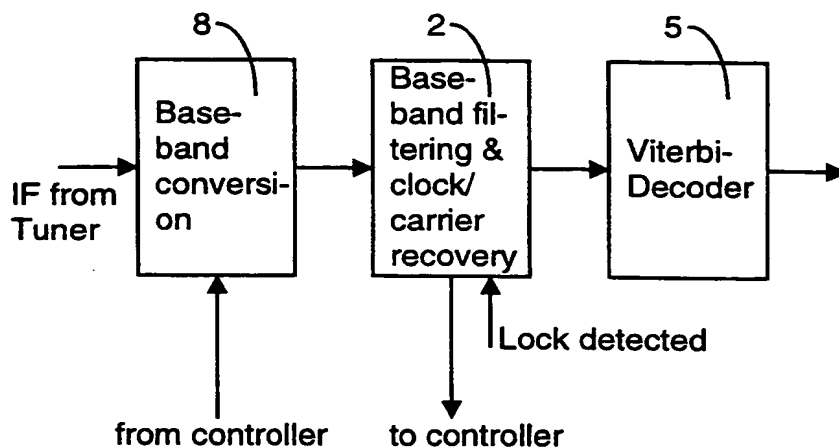 8
2
5
Base-
band
conversi-
on
Base-
band fil-
tering &
clock/
carrier
recovery
Viterbi-
Decoder
IF from
Tuner
Lock detected
from controller
to controller